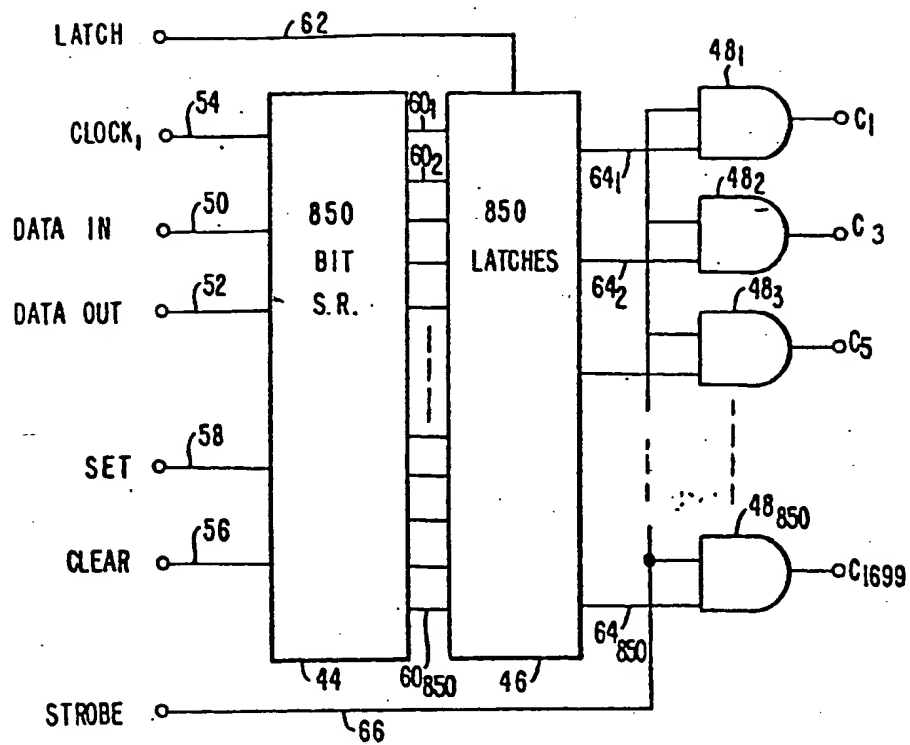 LATCH
62
48₁
54
60₁
CLOCK₁
C₁
64₁
60₂
48₂
50
850 BIT S.R.
850 LATCHES
DATA IN
C₃
64₂
52
48₃
DATA OUT
C₅
58
SET
48₈₅₀
56
CLEAR
C₁₆₉₉
64₈₅₀
44
60₈₅₀
46
STROBE
66